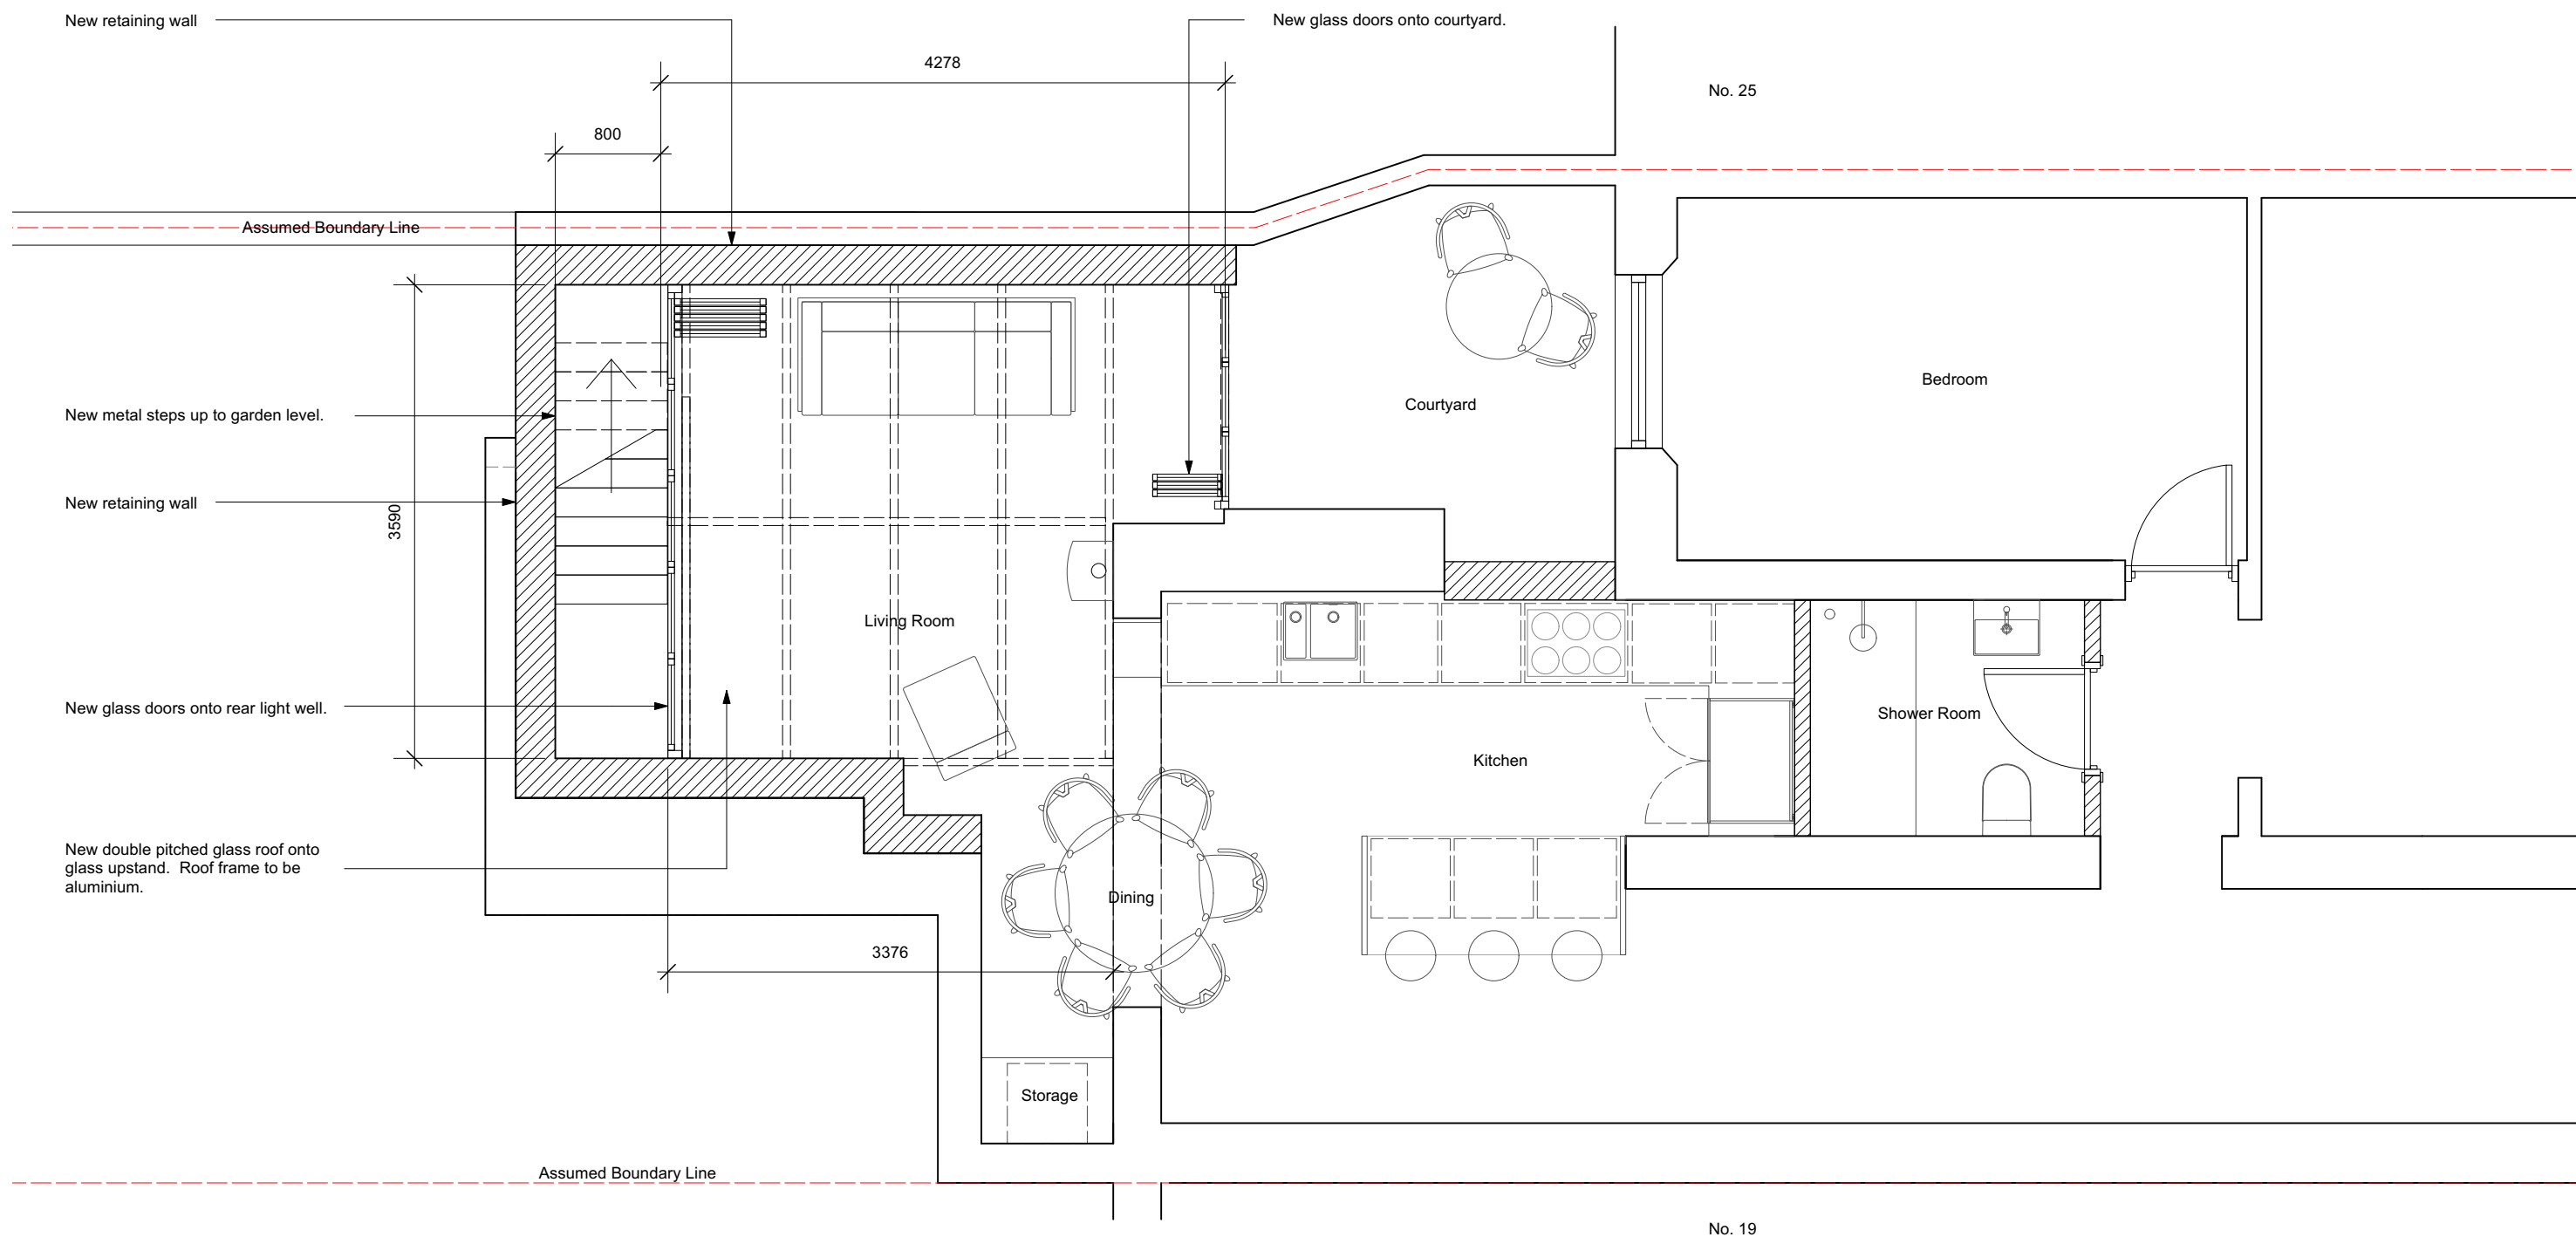 New retaining wall
New glass doors onto courtyard.
4278
No. 25
800
Assumed Boundary Line
Bedroom
Courtyard
New metal steps up to garden level.
New retaining wall
3590
Living Room
New glass doors onto rear light well.
Shower Room
Kitchen
New double pitched glass roof onto
glass upstand.  Roof frame to be
aluminium.
Dining
3376
Storage
Assumed Boundary Line
No. 19